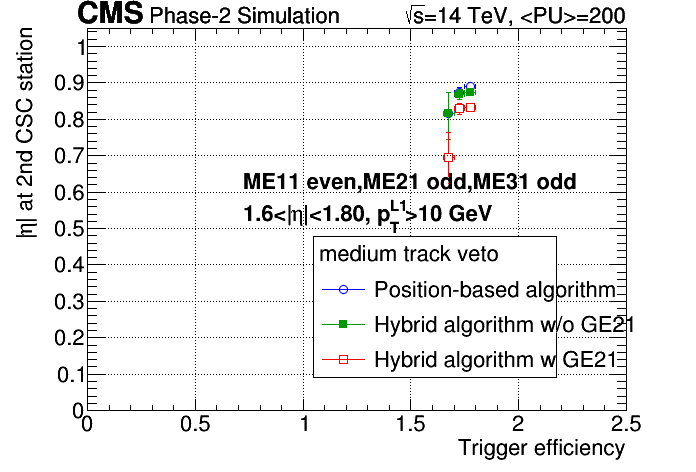 CMS Phase-2 Simulation √s=14 TeV, <PU>=200
|η| at 2nd CSC station
1
0.9
0.8
0.7
0.6
0.5
0.4
0.3
0.2
0.1
0
ME11 even,ME21 odd,ME31 odd
1.6<|η|<1.80, p_T^L1>10 GeV
medium track veto
Position-based algorithm
Hybrid algorithm w/o GE21
Hybrid algorithm w GE21
0 0.5 1 1.5 2 2.5
Trigger efficiency